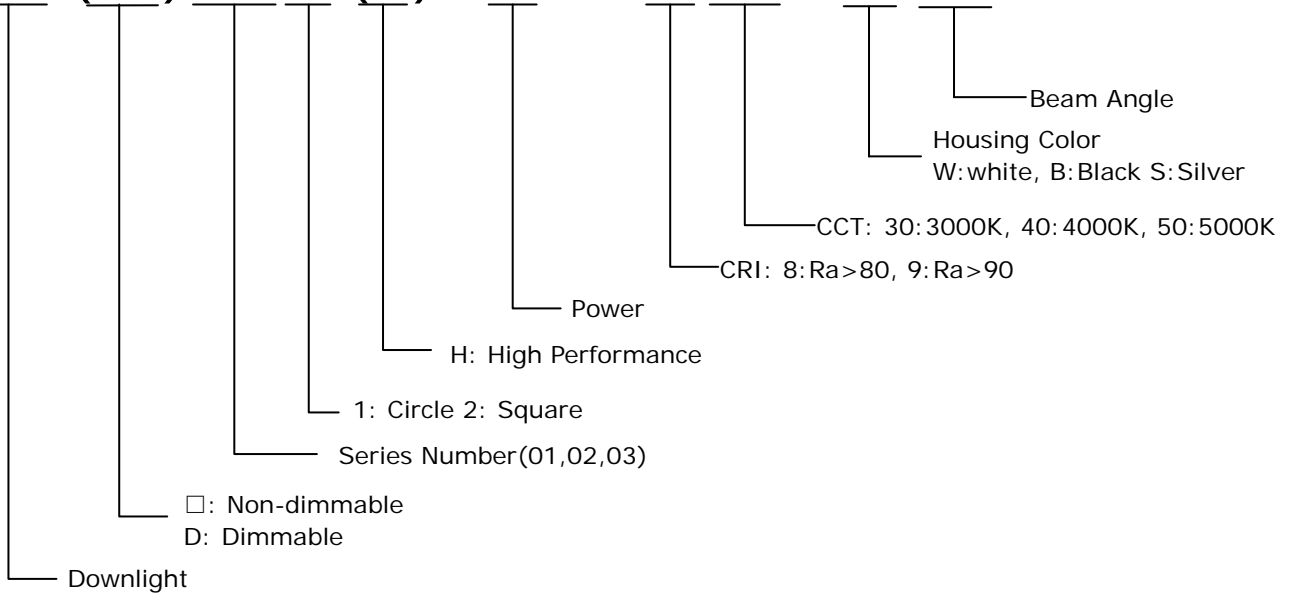 Beam Angle
Housing Color
W:white, B:Black S:Silver
CCT: 30:3000K, 40:4000K, 50:5000K
CRI: 8:Ra>80, 9:Ra>90
Power
H: High Performance
1: Circle 2: Square
Series Number(01,02,03)
□: Non-dimmable
D: Dimmable
Downlight